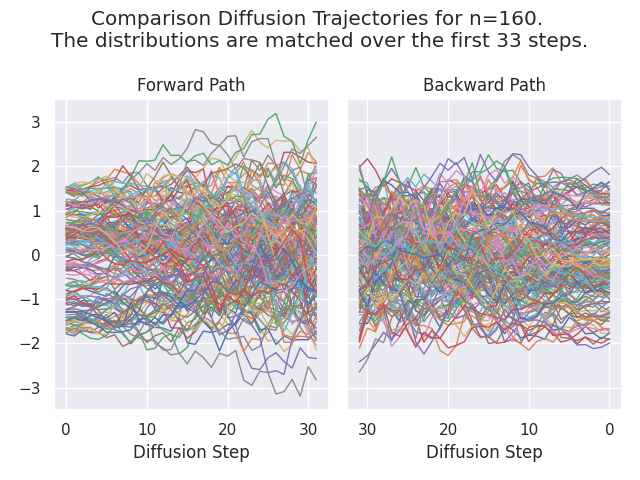 Comparison Diffusion Trajectories for n=160.
The distributions are matched over the first 33 steps.
Forward Path
Backward Path
3
2
1
0
−1
−2
−3
0 10 20 30
30 20 10 0
Diffusion Step
Diffusion Step